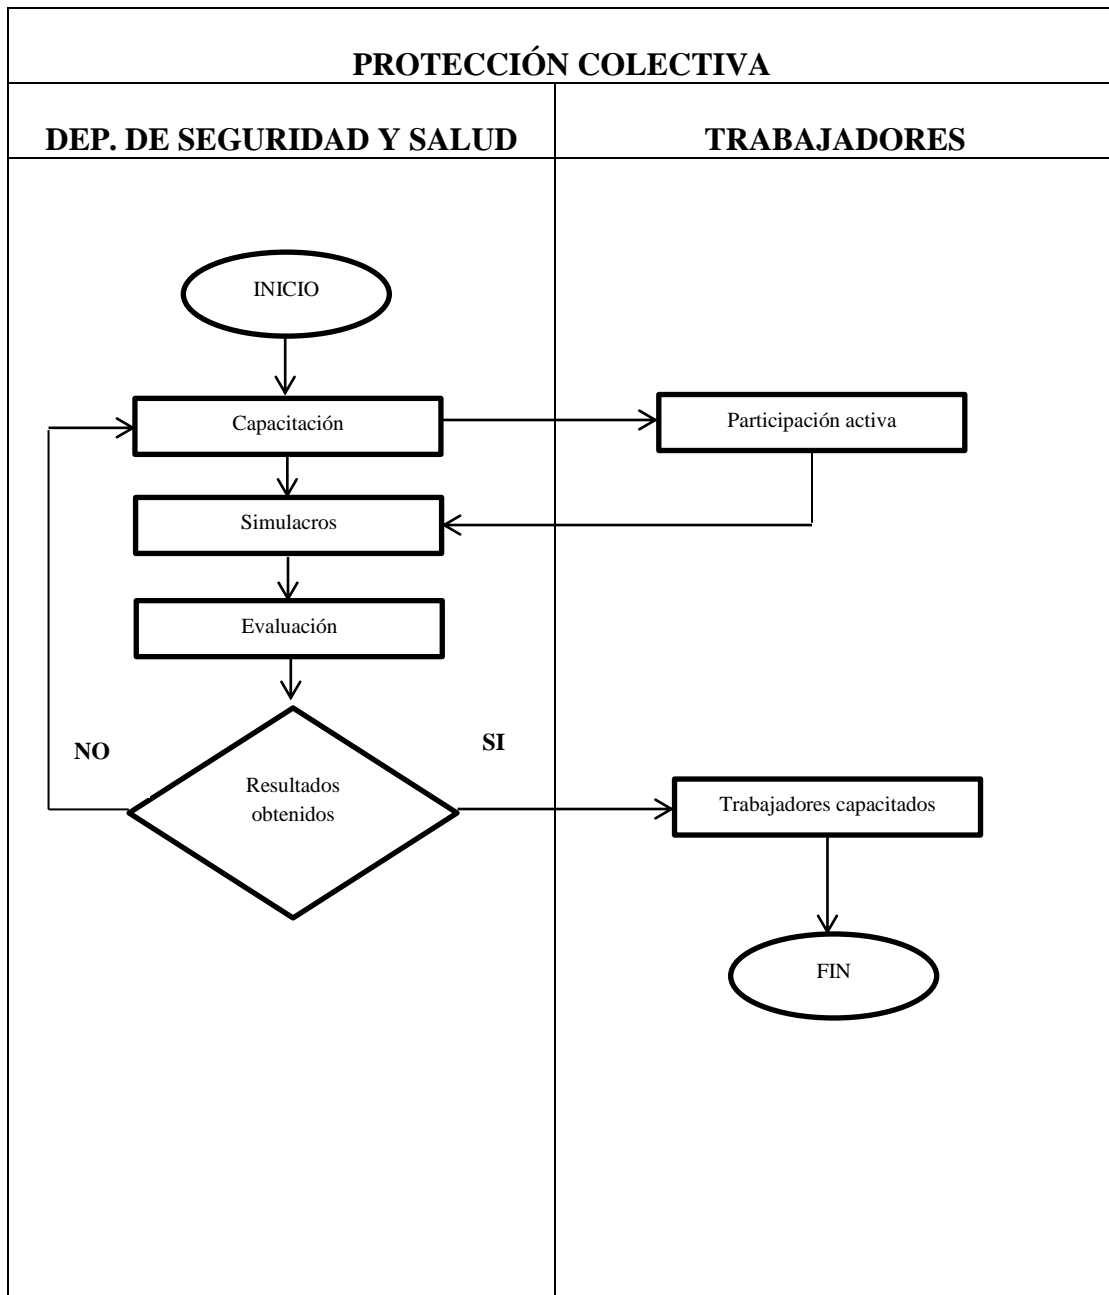 PROTECCIÓN COLECTIVA
DEP. DE SEGURIDAD Y SALUD
TRABAJADORES
INICIO
Capacitación
Participación activa
Simulacros
Evaluación
NO
SI
Resultados
obtenidos
Trabajadores capacitados
FIN